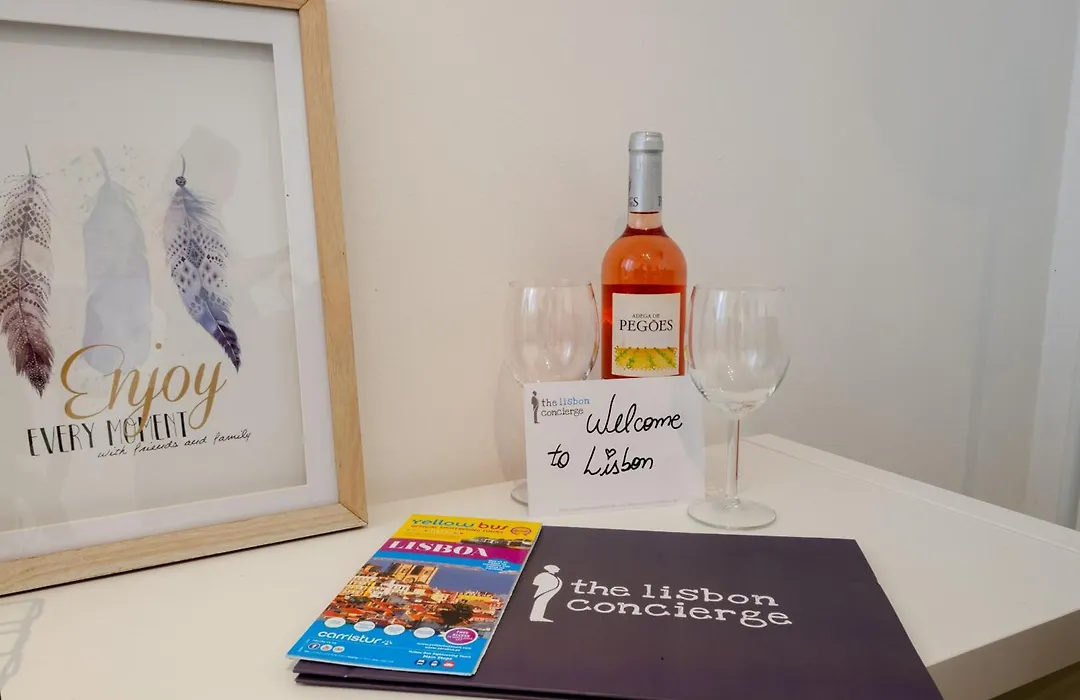 Enjoy
EVERY MOMENT
with friends and family
ADEGA DE
PEGÕES
the lisbon
concierge
Welcome
to Lisbon
yellow bus
LISBOA
carristur
the lisbon
concierge